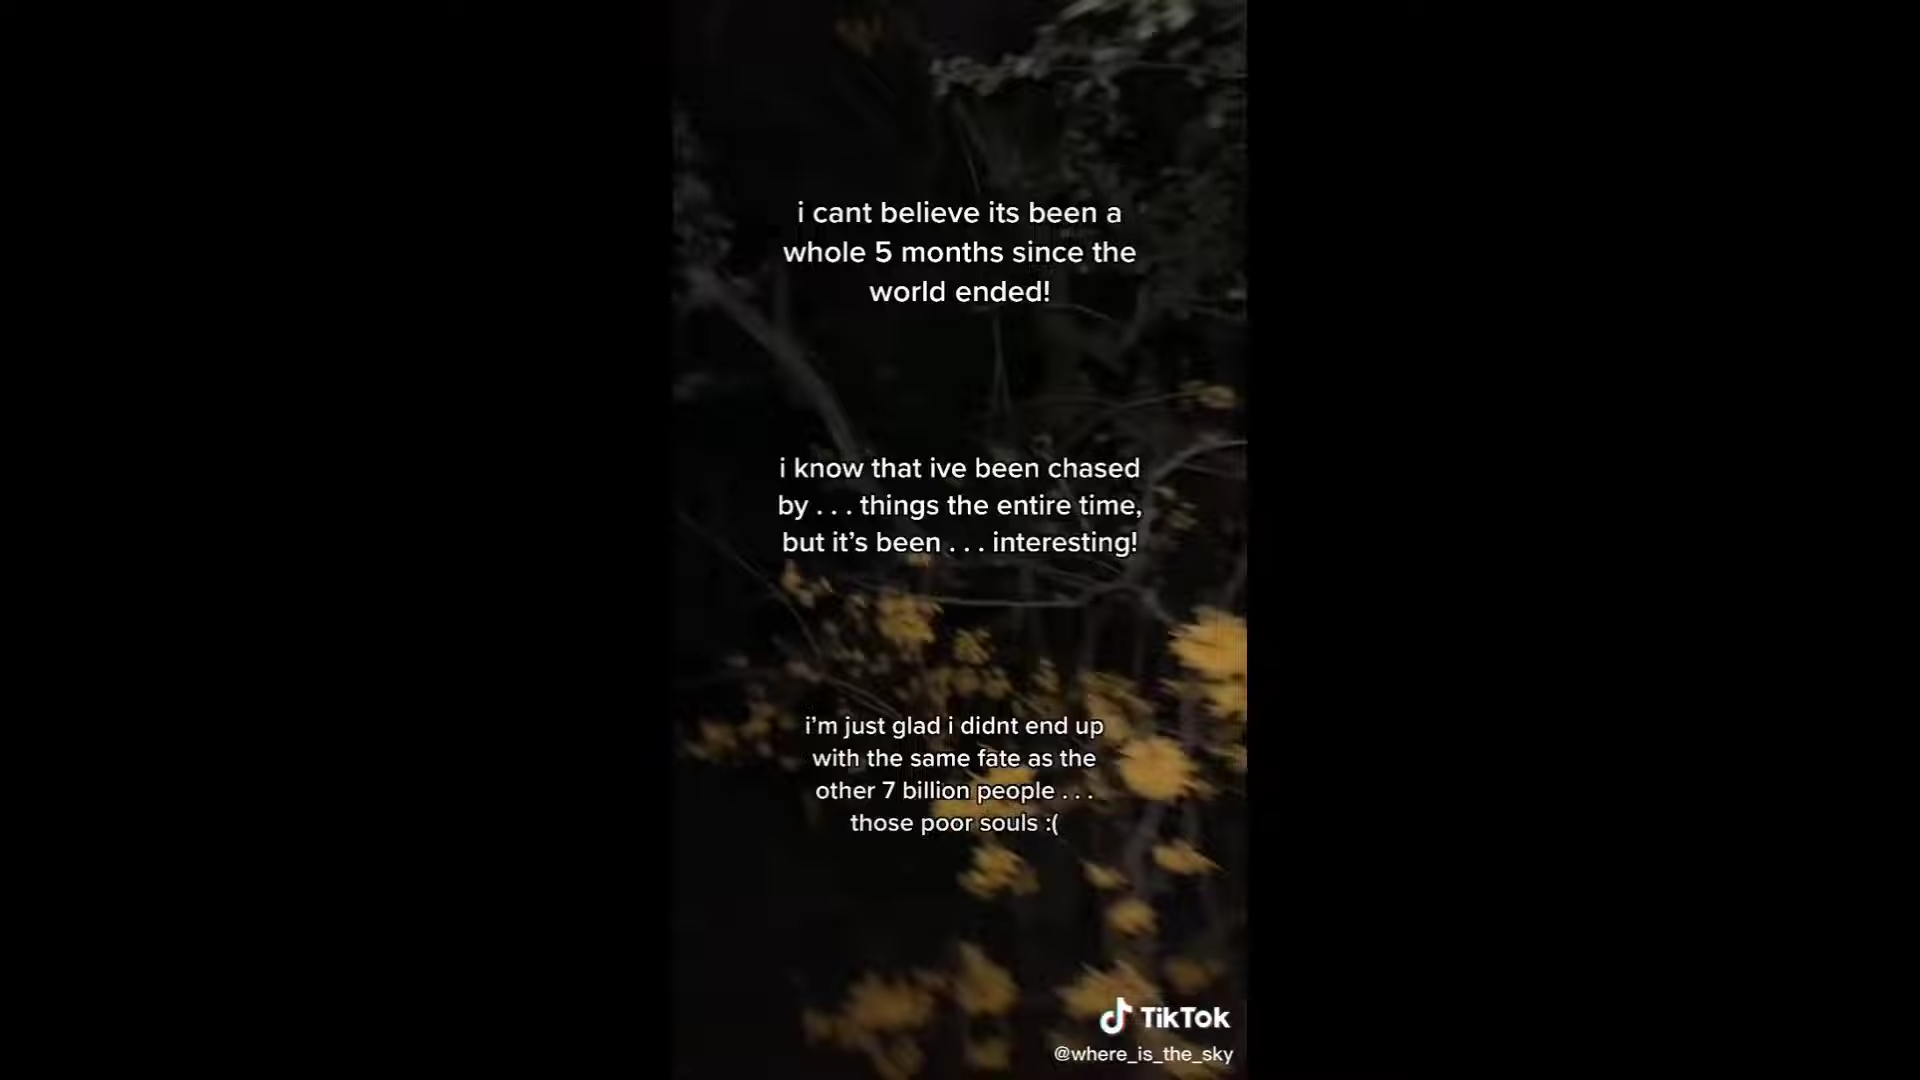 i cant believe its been a
whole 5 months since the
world ended!
i know that ive been chased
by . . . things the entire time,
but it’s been . . . interesting!
i’m just glad i didnt end up
with the same fate as the
other 7 billion people . . .
those poor souls :(
TikTok
@where_is_the_sky